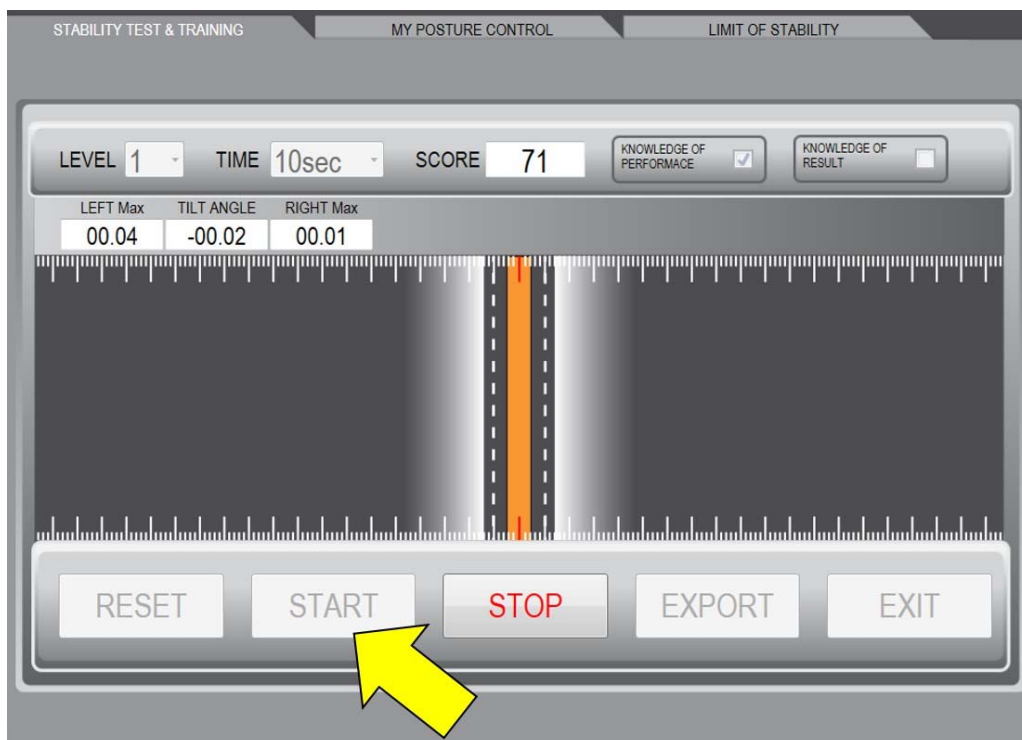 STABILITY TEST & TRAINING MY POSTURE CONTROL LIMIT OF STABILITY
LEVEL 1 TIME 10sec SCORE 71 KNOWLEDGE OF PERFORMACE KNOWLEDGE OF RESULT
LEFT Max TILT ANGLE RIGHT Max
00.04 -00.02 00.01
RESET START STOP EXPORT EXIT